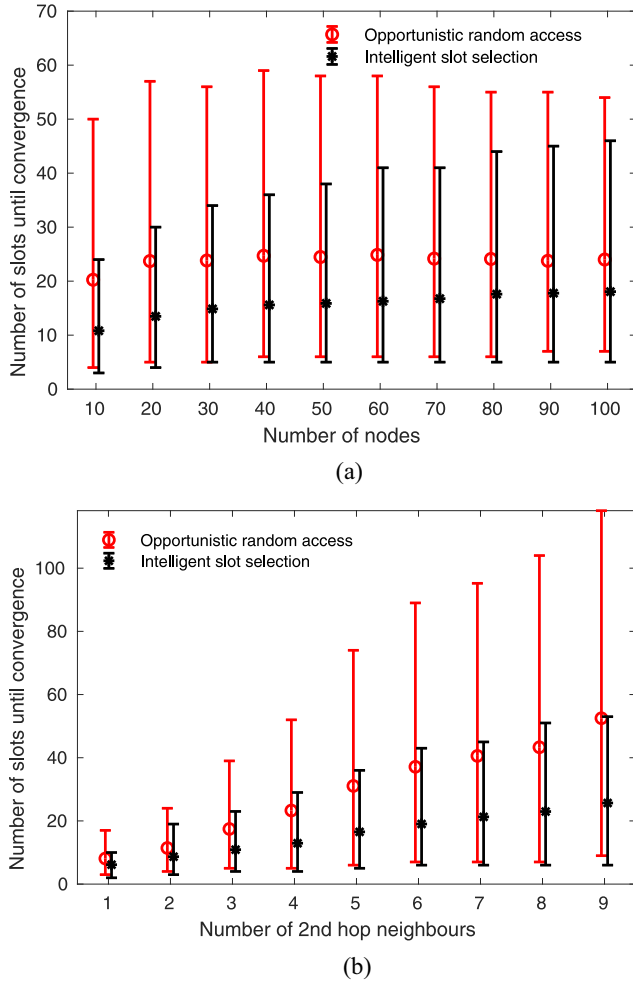 Opportunistic random access
Intelligent slot selection
Number of slots until convergence
70
60
50
40
30
20
10
0
10 20 30 40 50 60 70 80 90 100
Number of nodes
(a)
Opportunistic random access
Intelligent slot selection
Number of slots until convergence
100
80
60
40
20
0
1 2 3 4 5 6 7 8 9
Number of 2nd hop neighbours
(b)